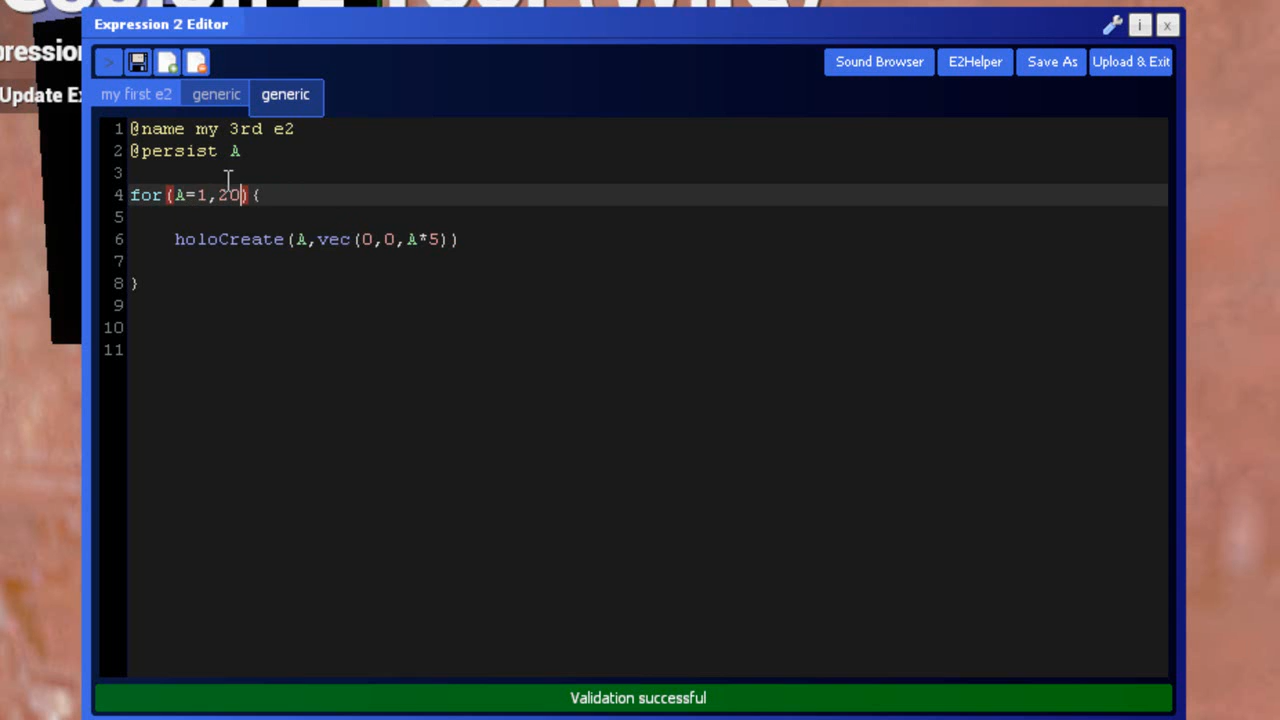 Expression 2 Editor
i
x
>
Sound Browser
E2Helper
Save As
Upload & Exit
my first e2
generic
generic
1 @name my 3rd e2
2 @persist A
3
4 for(A=1,20){
5
6 holoCreate(A,vec(0,0,A*5))
7
8 }
9
10
11
Validation successful